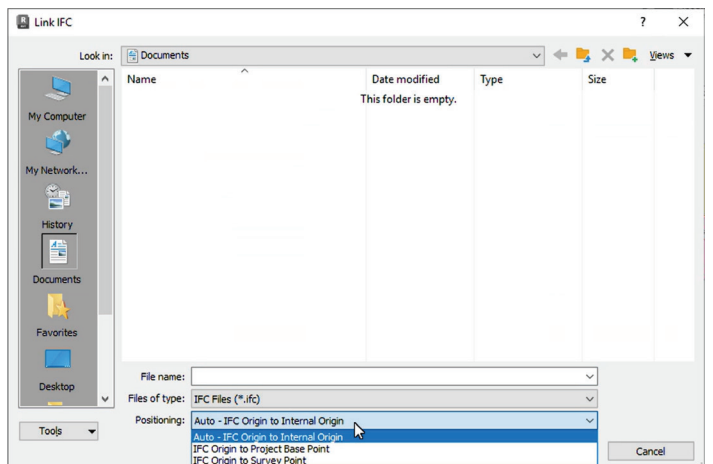 Link IFC
?
Look in:
Documents
Views
Name
Date modified
Type
Size
This folder is empty.
My Computer
My Network...
History
Documents
Favorites
Desktop
File name:
Files of type:
IFC Files (*.ifc)
Positioning:
Auto - IFC Origin to Internal Origin
Auto - IFC Origin to Internal Origin
IFC Origin to Project Base Point
IFC Origin to Survey Point
Tools
Cancel